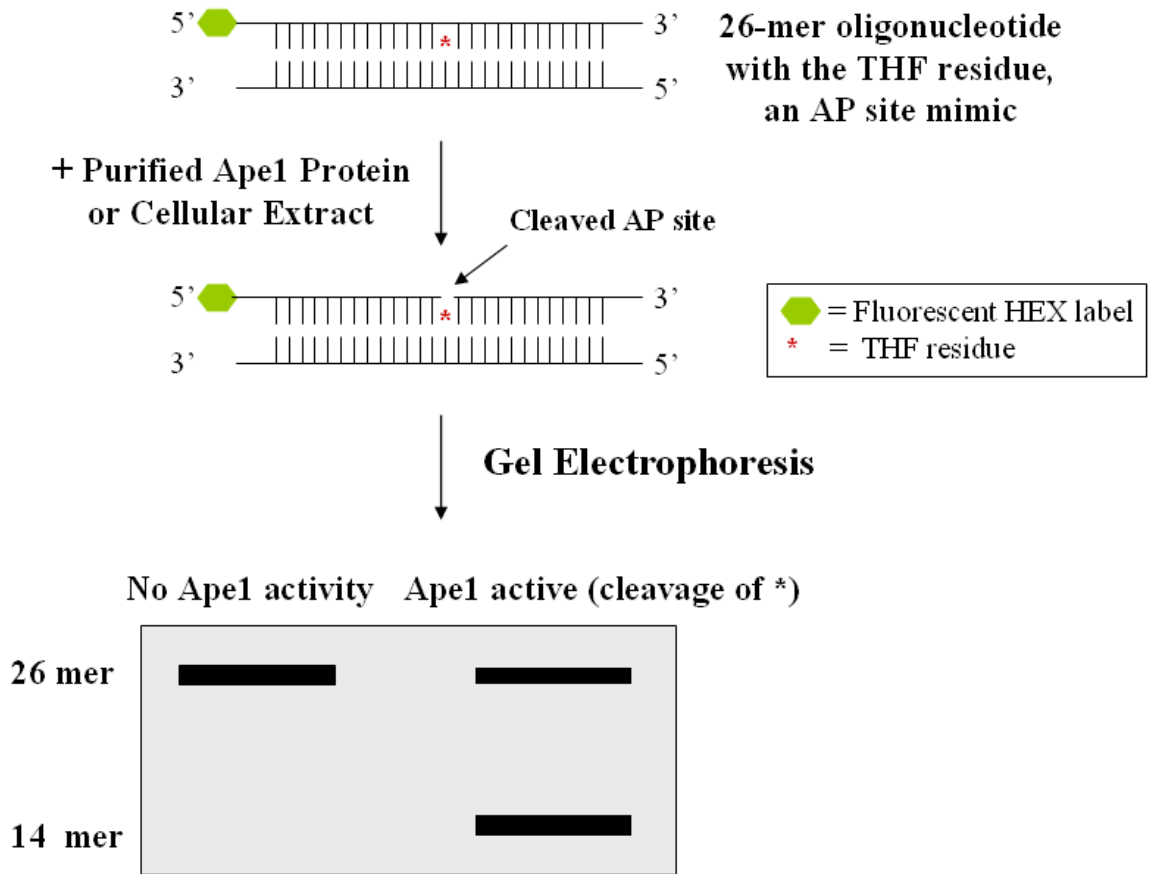 5’ 3’
*
3’ 5’
26-mer oligonucleotide
with the THF residue,
an AP site mimic
+ Purified Ape1 Protein
or Cellular Extract
Cleaved AP site
5’ 3’
*
3’ 5’
= Fluorescent HEX label
* = THF residue
Gel Electrophoresis
No Ape1 activity Ape1 active (cleavage of *)
26 mer
14 mer